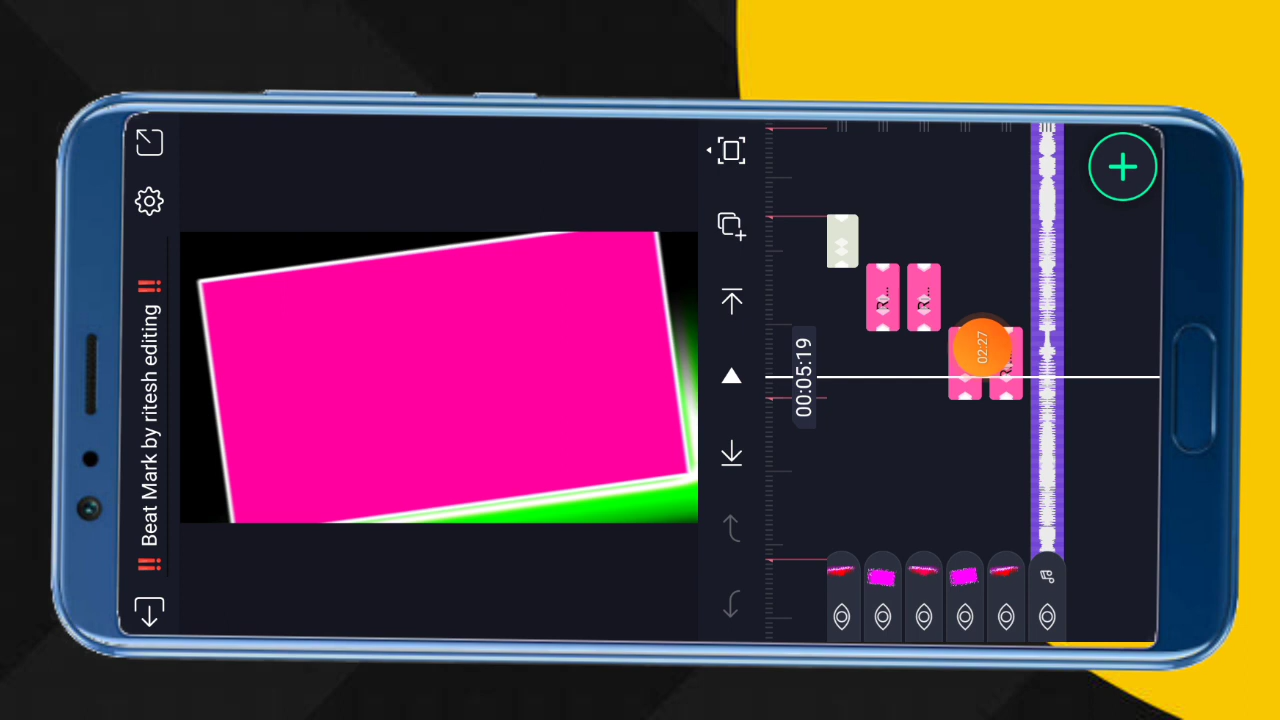 ‼️ Beat Mark by ritesh editing ‼️
00:05:19
R...
R...
02:27